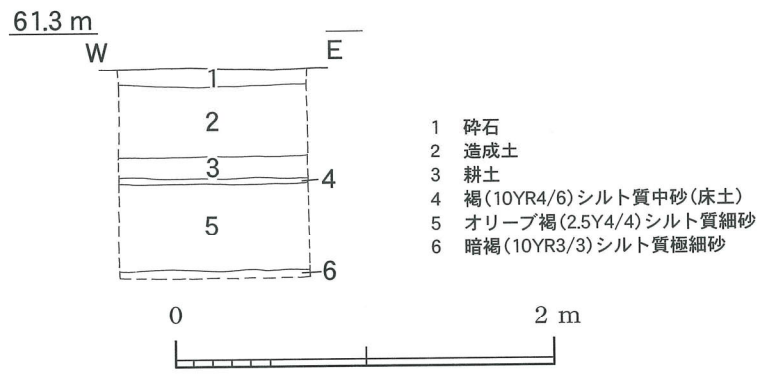 61.3 m
W E
1
2
3
4
5
6
1 砕石
2 造成土
3 耕土
4 褐(10YR4/6)シルト質中砂(床土)
5 オリーブ褐(2.5Y4/4)シルト質細砂
6 暗褐(10YR3/3)シルト質極細砂
0 2 m